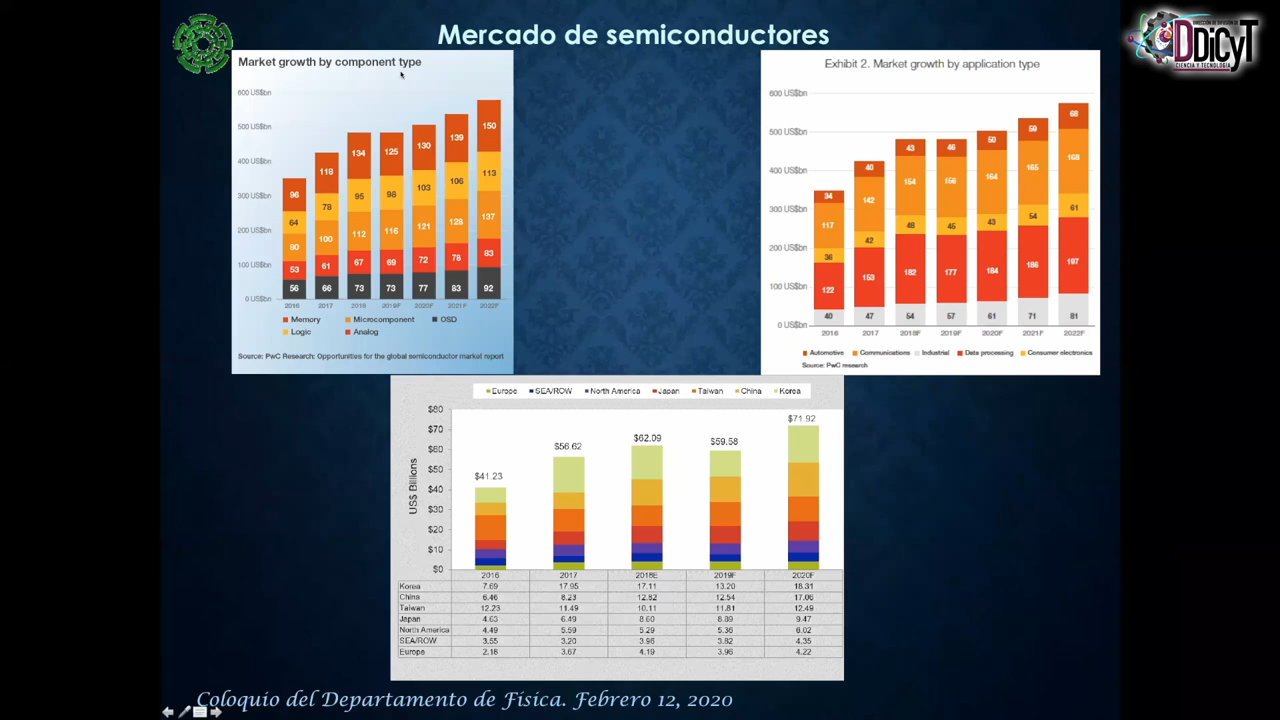 Mercado de semiconductores
DIRECCIÓN DE DIFUSIÓN DE
DDiCyT
CIENCIA Y TECNOLOGÍA
Market growth by component type
600 US$bn
500 US$bn
400 US$bn
300 US$bn
200 US$bn
100 US$bn
0 US$bn
96 118 134 125 130 139 150
64 78 95 98 103 106 113
80 100 112 116 121 128 137
53 61 67 69 72 78 83
56 66 73 73 77 83 92
2016 2017 2018 2019F 2020F 2021F 2022F
Memory Microcomponent OSD
Logic Analog
Source: PwC Research: Opportunities for the global semiconductor market report
Exhibit 2. Market growth by application type
600 US$bn
500 US$bn
400 US$bn
300 US$bn
200 US$bn
100 US$bn
0 US$bn
34 40 43 46 50 59 68
117 142 154 156 164 165 168
36 42 48 45 43 54 61
122 153 182 177 184 186 197
40 47 54 57 61 71 81
2016 2017 2018F 2019F 2020F 2021F 2022F
Automotive Communications Industrial Data processing Consumer electronics
Source: PwC research
Europe SEA/ROW North America Japan Taiwan China Korea
US$ Billions
$80
$70
$60
$50
$40
$30
$20
$10
$0
$41.23 $56.62 $62.09 $59.58 $71.92
2016 2017 2018E 2019F 2020F
Korea 7.69 17.95 17.11 13.20 18.31
China 6.46 8.23 12.82 12.54 17.06
Taiwan 12.23 11.49 10.11 11.81 12.49
Japan 4.63 6.49 8.60 8.89 9.47
North America 4.49 5.59 5.29 5.36 6.02
SEA/ROW 3.55 3.20 3.96 3.82 4.35
Europe 2.18 3.67 4.19 3.96 4.22
Coloquio del Departamento de Física. Febrero 12, 2020